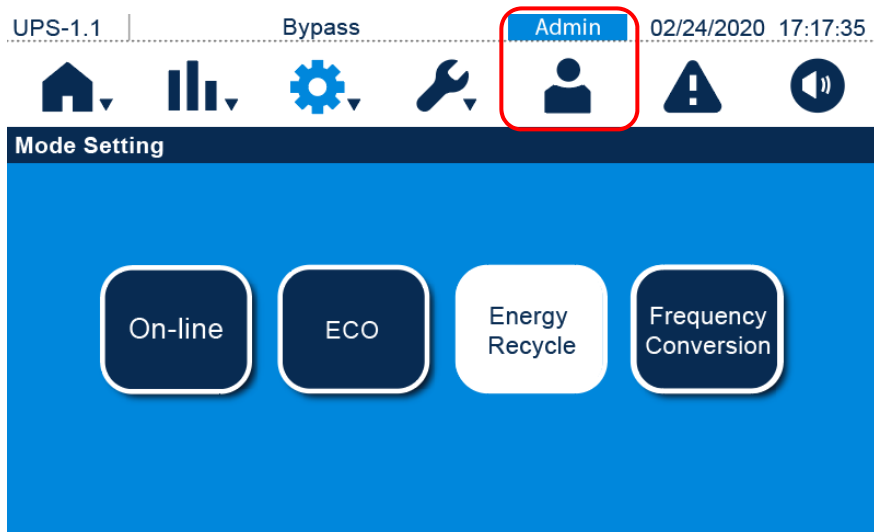 UPS-1.1 Bypass Admin 02/24/2020 17:17:35
Mode Setting
On-line
ECO
Energy
Recycle
Frequency
Conversion